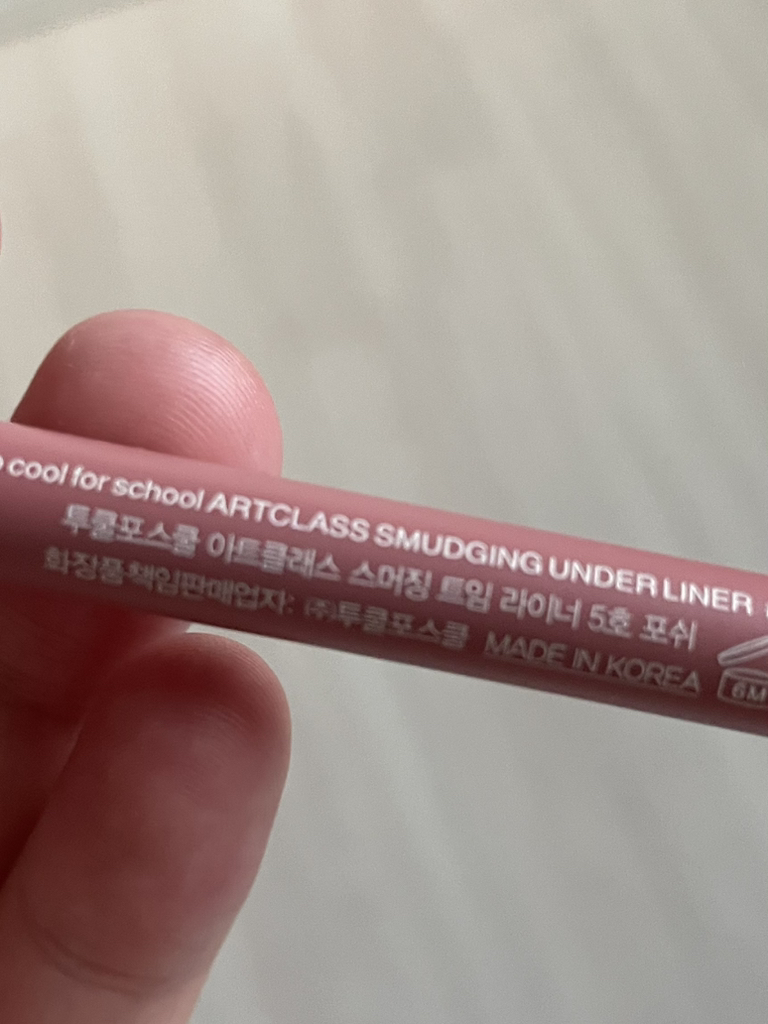 cool for school ARTCLASS SMUDGING UNDER LINER
투쿨포스쿨 아트클래스 스머징 트임 라이너 5호 포쉬
화장품책임판매업자: ㈜투쿨포스쿨 MADE IN KOREA
6M